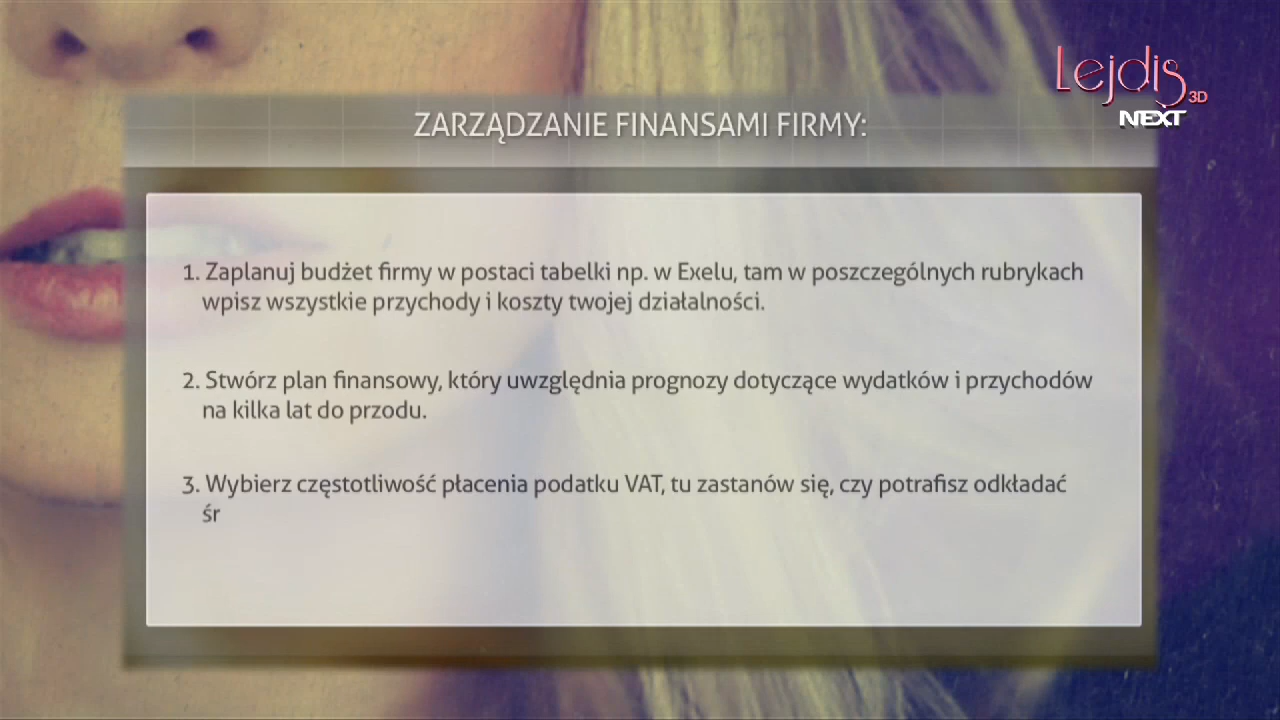 Lejdis 3D
NEXT
ZARZĄDZANIE FINANSAMI FIRMY:
1. Zaplanuj budżet firmy w postaci tabelki np. w Exelu, tam w poszczególnych rubrykach
wpisz wszystkie przychody i koszty twojej działalności.
2. Stwórz plan finansowy, który uwzględnia prognozy dotyczące wydatków i przychodów
na kilka lat do przodu.
3. Wybierz częstotliwość płacenia podatku VAT, tu zastanów się, czy potrafisz odkładać
śr